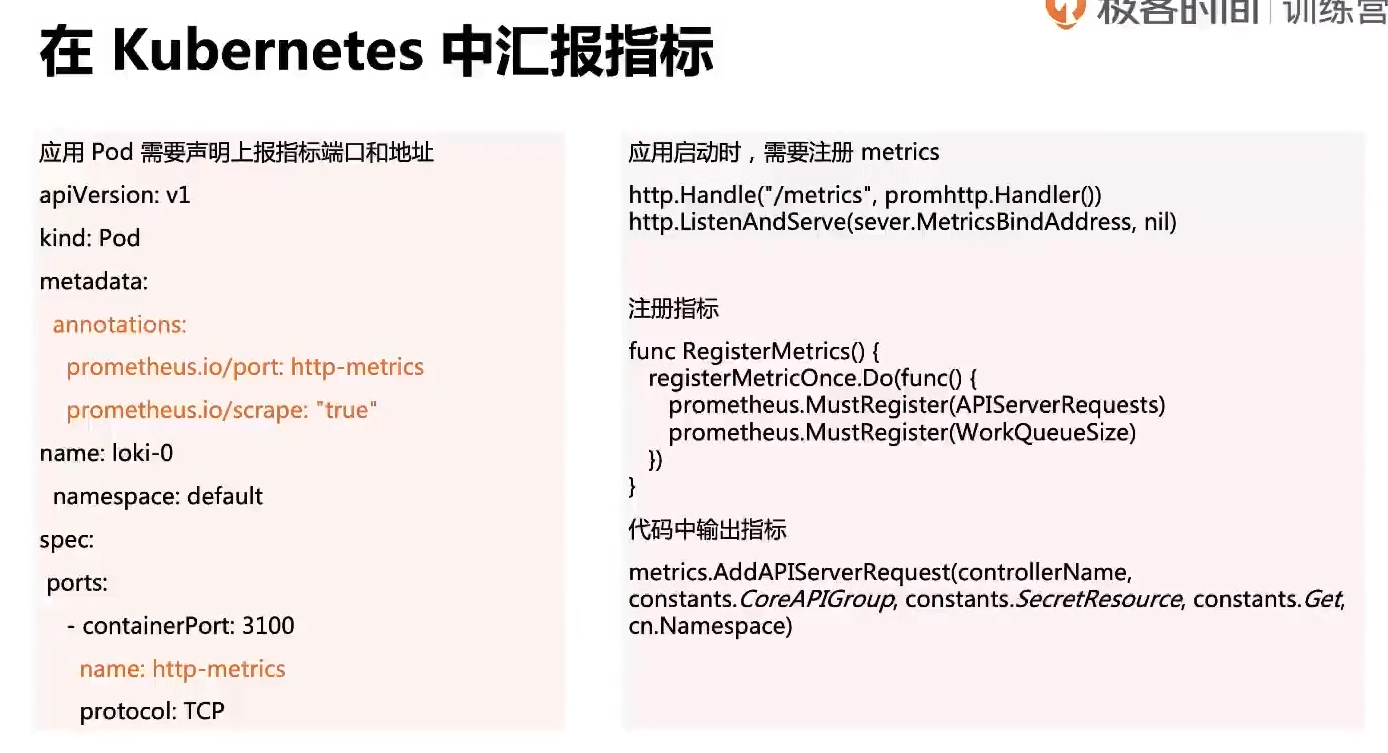 极客时间 | 训练营
在 Kubernetes 中汇报指标
应用 Pod 需要声明上报指标端口和地址
apiVersion: v1
kind: Pod
metadata:
annotations:
prometheus.io/port: http-metrics
prometheus.io/scrape: "true"
name: loki-0
namespace: default
spec:
ports:
- containerPort: 3100
name: http-metrics
protocol: TCP
应用启动时，需要注册 metrics
http.Handle("/metrics", promhttp.Handler())
http.ListenAndServe(sever.MetricsBindAddress, nil)
注册指标
func RegisterMetrics() {
registerMetricOnce.Do(func() {
prometheus.MustRegister(APIServerRequests)
prometheus.MustRegister(WorkQueueSize)
})
}
代码中输出指标
metrics.AddAPIServerRequest(controllerName,
constants.CoreAPIGroup, constants.SecretResource, constants.Get,
cn.Namespace)